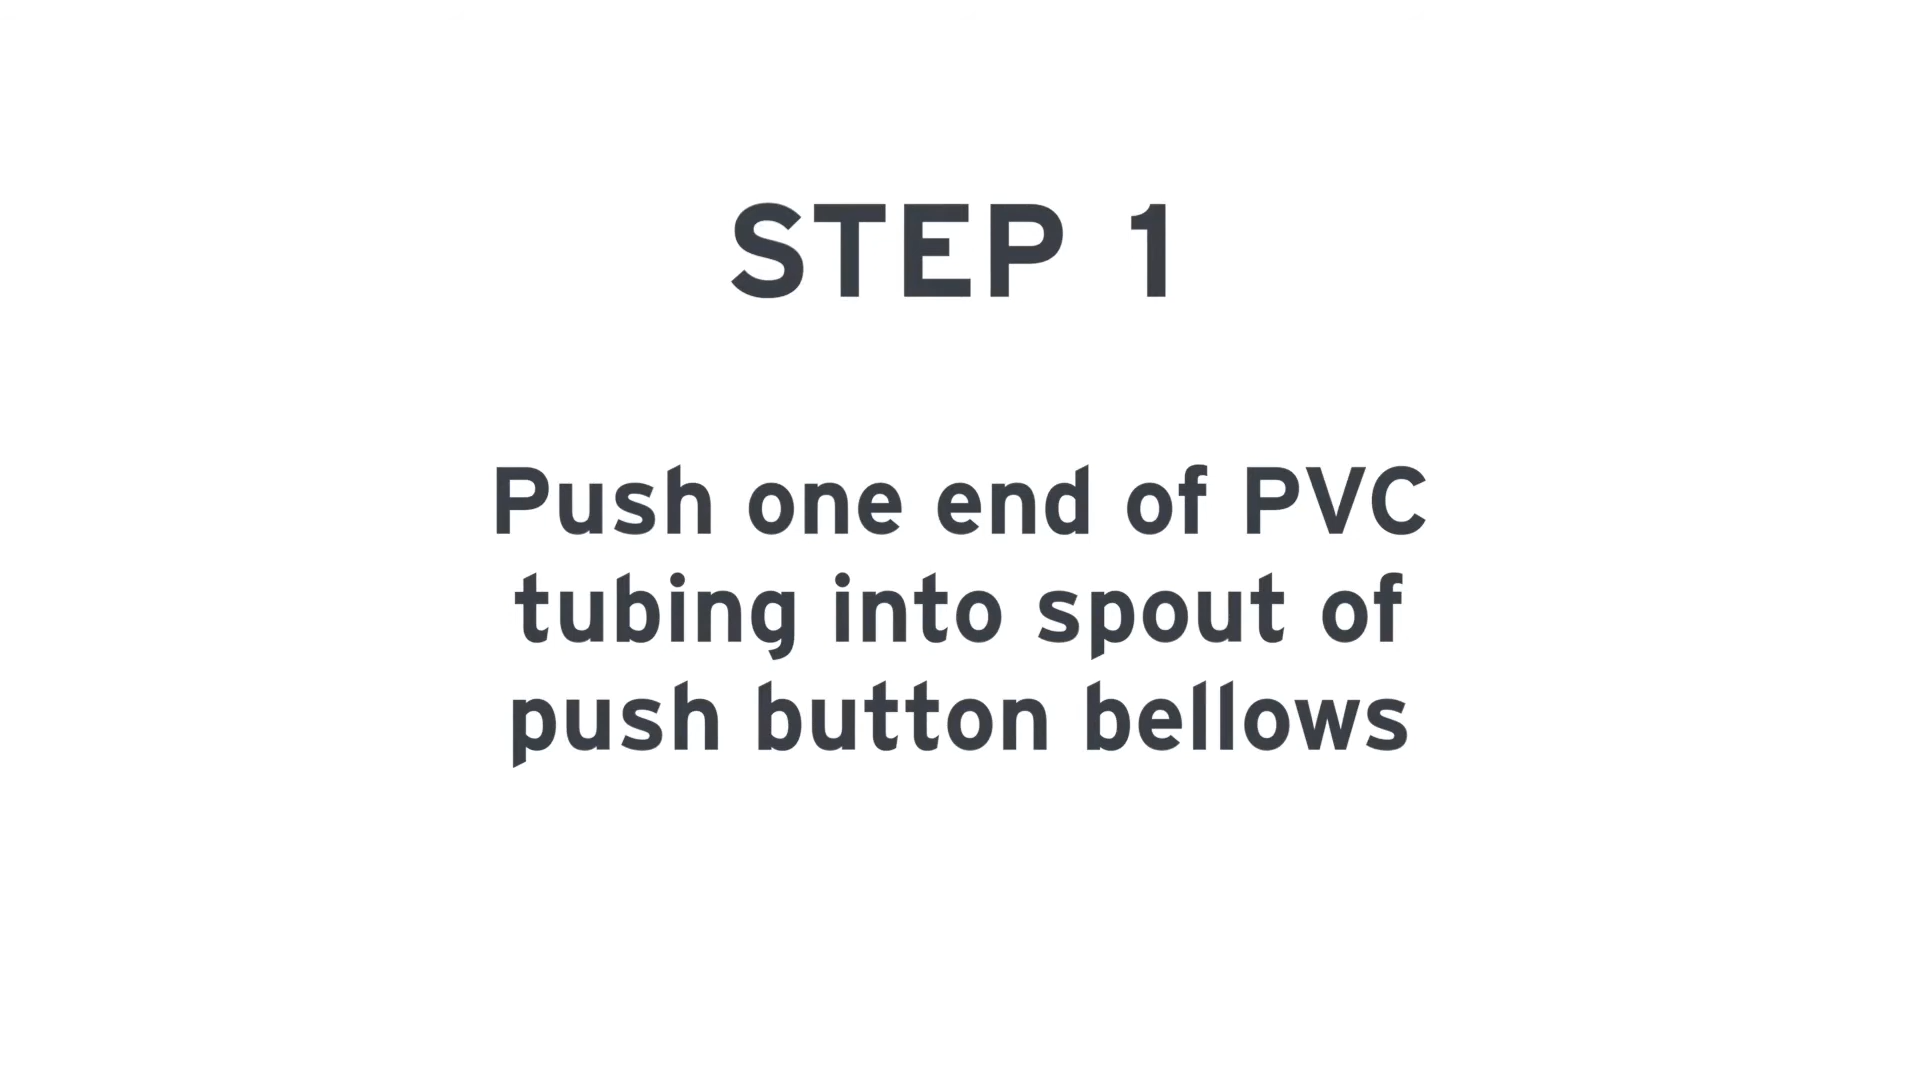 STEP 1
Push one end of PVC
tubing into spout of
push button bellows